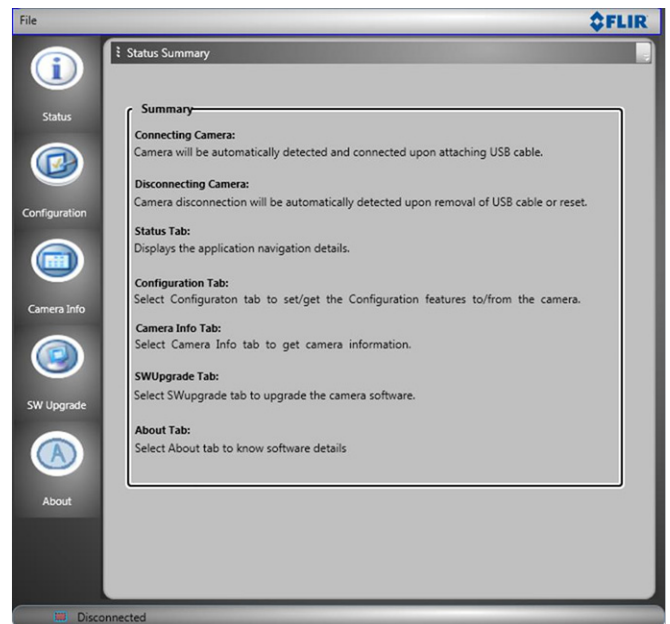 File
FLIR
Status Summary
Status
Configuration
Camera Info
SW Upgrade
A
About
Summary
Connecting Camera:
Camera will be automatically detected and connected upon attaching USB cable.
Disconnecting Camera:
Camera disconnection will be automatically detected upon removal of USB cable or reset.
Status Tab:
Displays the application navigation details.
Configuration Tab:
Select Configuraton tab to set/get the Configuration features to/from the camera.
Camera Info Tab:
Select Camera Info tab to get camera information.
SWUpgrade Tab:
Select SWupgrade tab to upgrade the camera software.
About Tab:
Select About tab to know software details
Disconnected